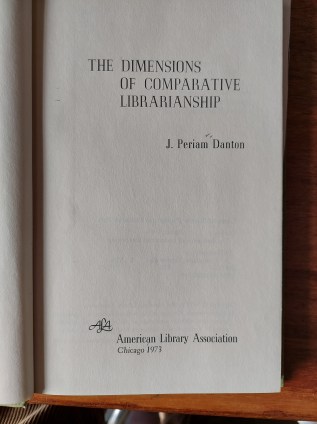 THE DIMENSIONS
OF COMPARATIVE
LIBRARIANSHIP
J. Periam Danton
ALA
American Library Association
Chicago 1973